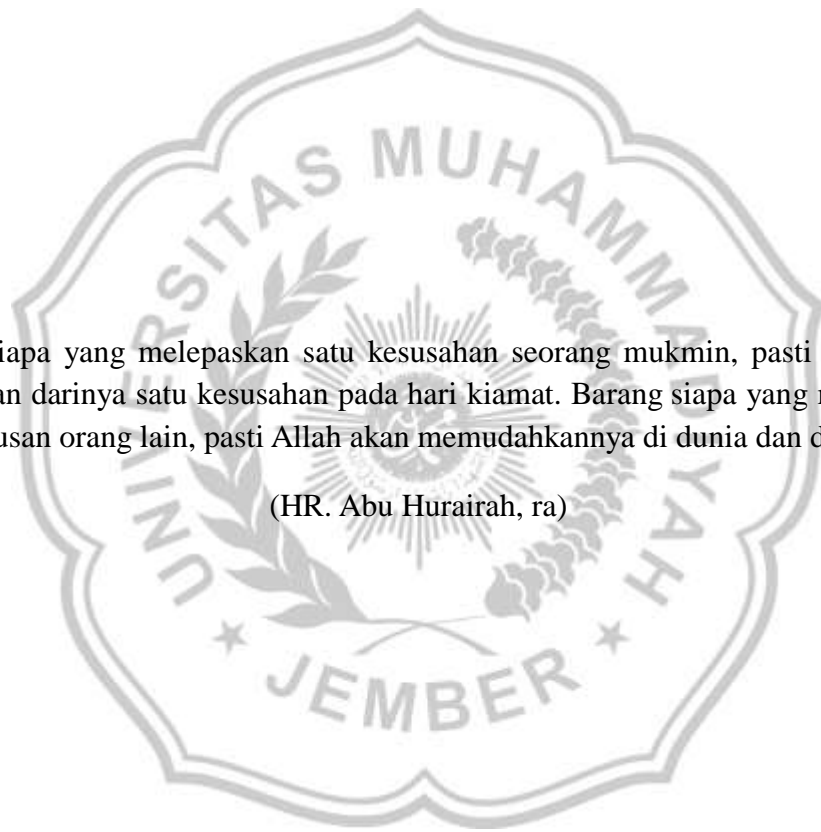 UNIVERSITAS MUHAMMADYAH
iapa yang melepaskan satu kesusahan seorang mukmin, pasti
an darinya satu kesusahan pada hari kiamat. Barang siapa yang
usan orang lain, pasti Allah akan memudahkannya di dunia dan d
(HR. Abu Hurairah, ra)
JEMBER